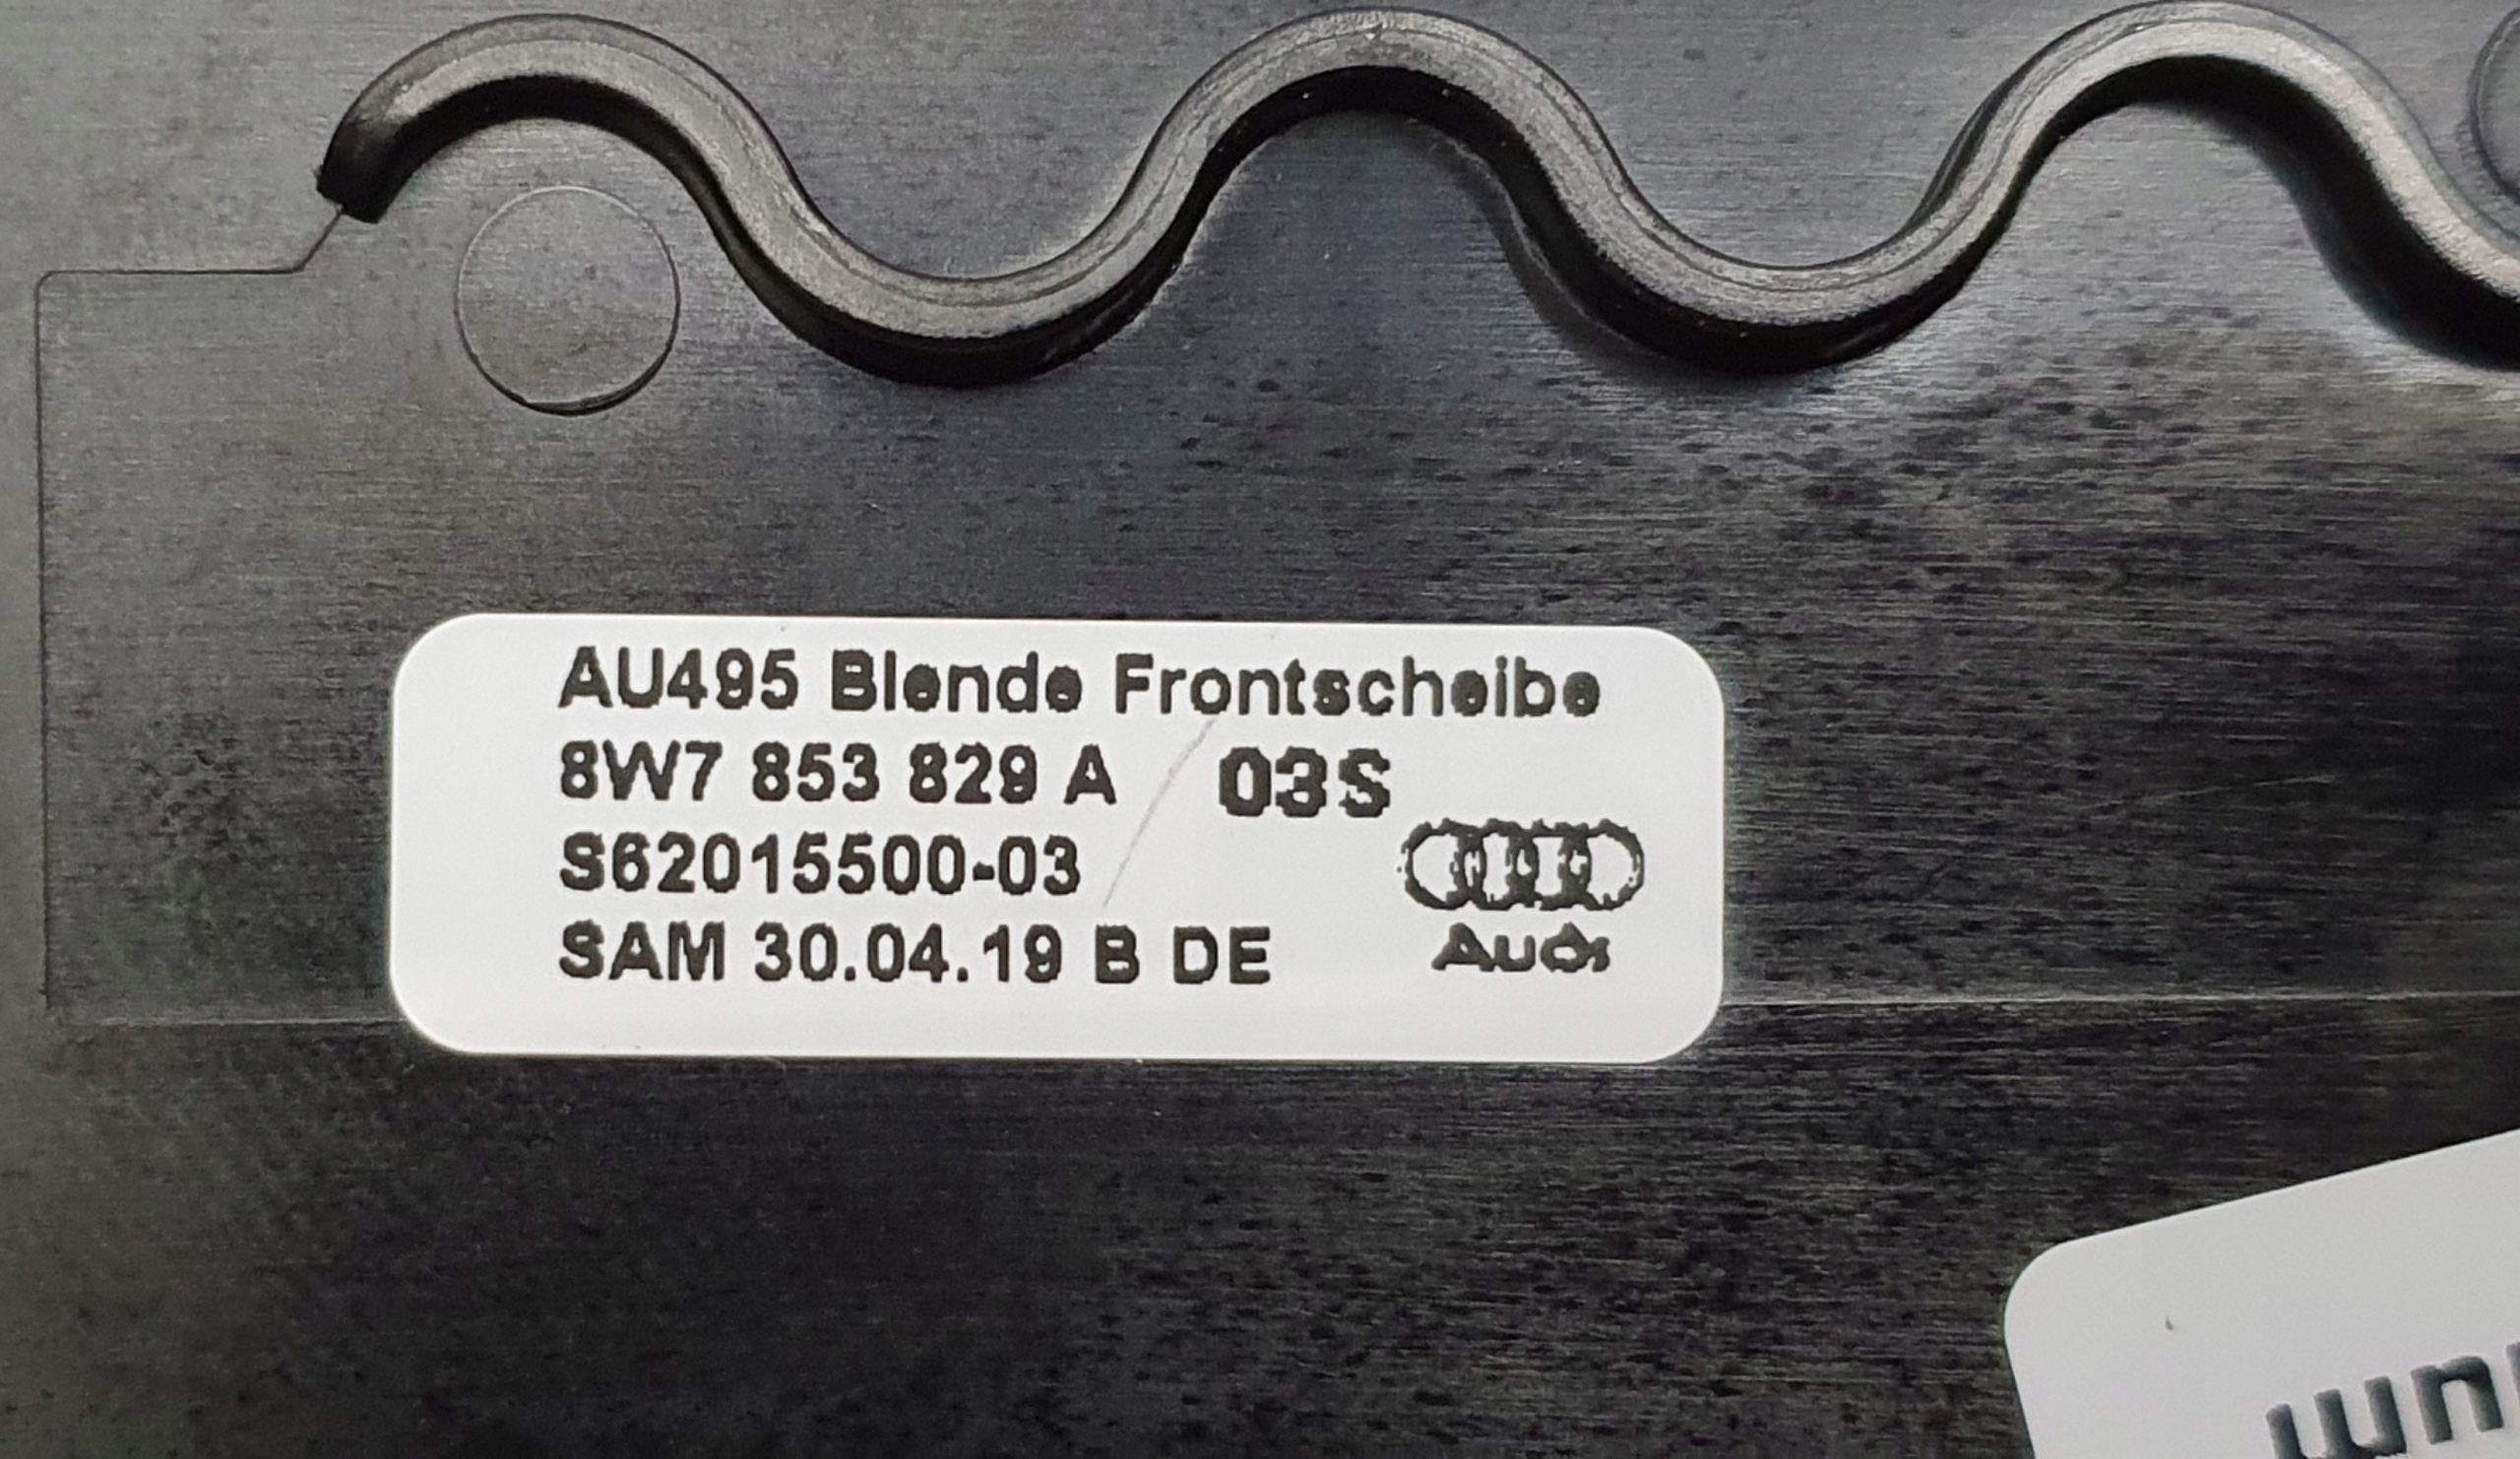 AU495 Blende Frontscheibe
8W7 853 829 A 03S
S62015500-03
SAM 30.04.19 B DE
Audi